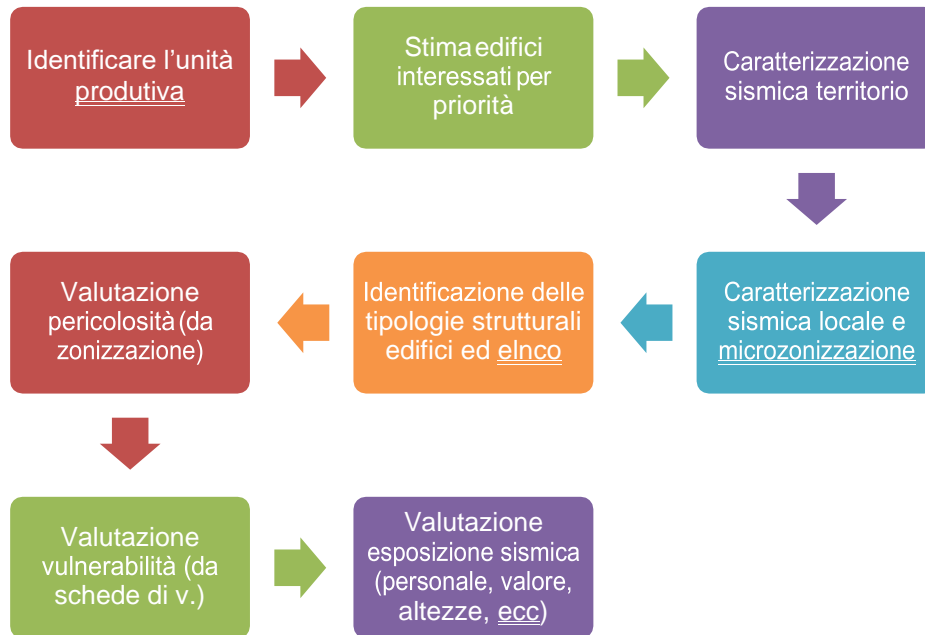 Identificare l’unità
produtiva
Stima edifici
interessati per
priorità
Caratterizzazione
sismica territorio
Caratterizzazione
sismica locale e
microzonizzazione
Identificazione delle
tipologie strutturali
edifici ed elnco
Valutazione
pericolosità (da
zonizzazione)
Valutazione
vulnerabilità (da
schede di v.)
Valutazione
esposizione sismica
(personale, valore,
altezze, ecc)